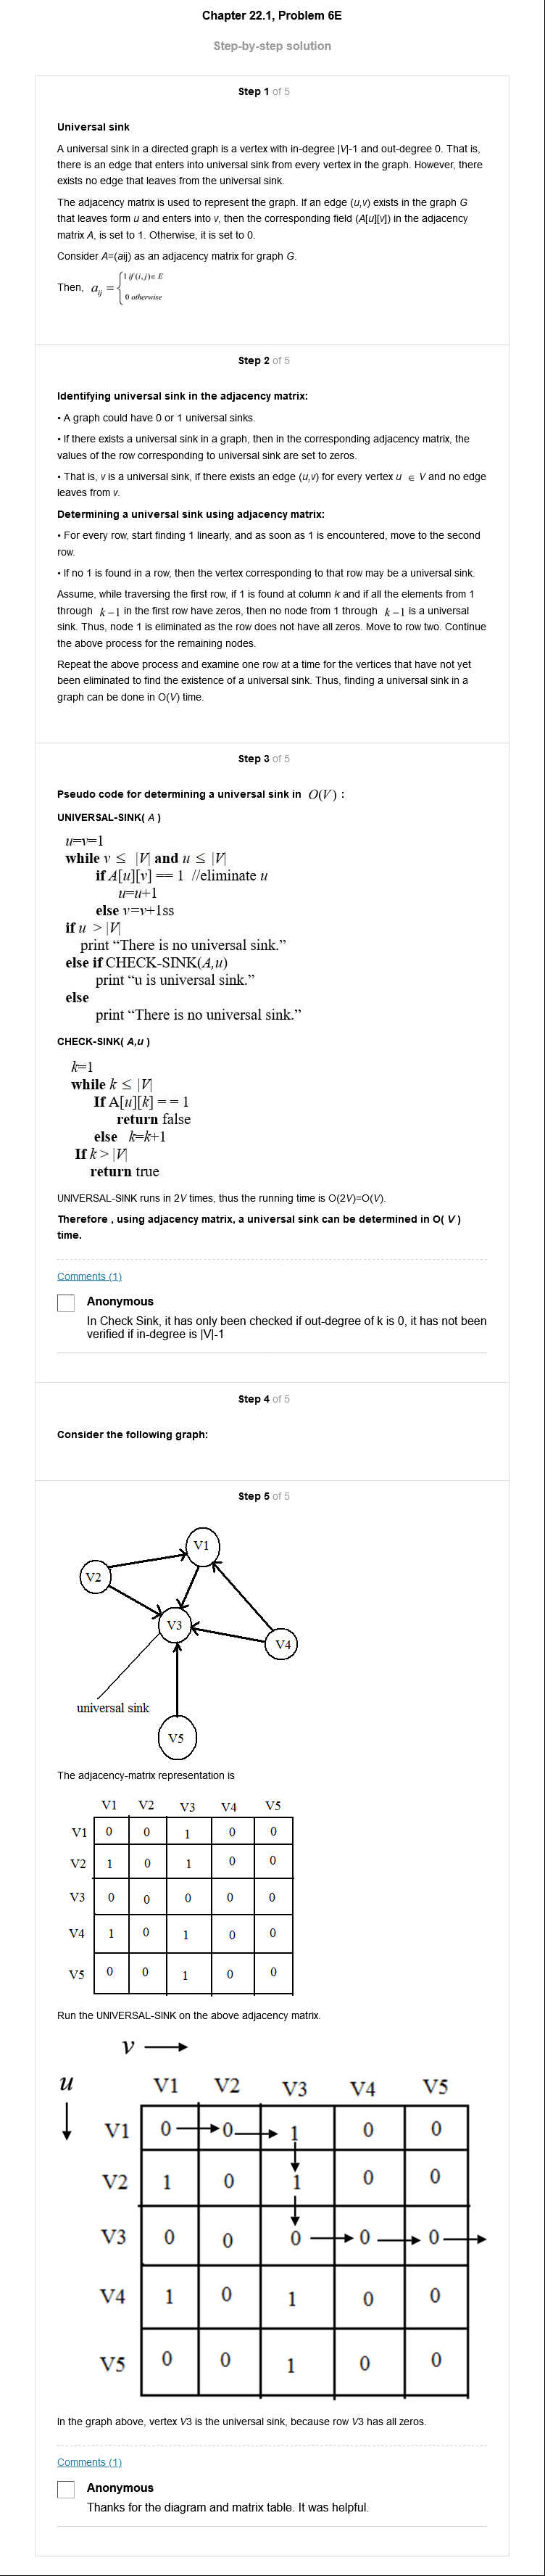 Chapter 22.1, Problem 6E
Step-by-step solution
Step 1 of 5
Universal sink
A universal sink in a directed graph is a vertex with in-degree |V|-1 and out-degree 0. That is,
there is an edge that enters into universal sink from every vertex in the graph. However, there
exists no edge that leaves from the universal sink.
The adjacency matrix is used to represent the graph. If an edge (u,v) exists in the graph G
that leaves form u and enters into v, then the corresponding field (A[u][v]) in the adjacency
matrix A, is set to 1. Otherwise, it is set to 0.
Consider A=(aij) as an adjacency matrix for graph G.
Then, a_ij = { 1 if (i, j) ∈ E
0 otherwise
Step 2 of 5
Identifying universal sink in the adjacency matrix:
• A graph could have 0 or 1 universal sinks.
• If there exists a universal sink in a graph, then in the corresponding adjacency matrix, the
values of the row corresponding to universal sink are set to zeros.
• That is, v is a universal sink, if there exists an edge (u,v) for every vertex u ∈ V and no edge
leaves from v.
Determining a universal sink using adjacency matrix:
• For every row, start finding 1 linearly, and as soon as 1 is encountered, move to the second
row.
• If no 1 is found in a row, then the vertex corresponding to that row may be a universal sink.
Assume, while traversing the first row, if 1 is found at column k and if all the elements from 1
through k−1 in the first row have zeros, then no node from 1 through k−1 is a universal
sink. Thus, node 1 is eliminated as the row does not have all zeros. Move to row two. Continue
the above process for the remaining nodes.
Repeat the above process and examine one row at a time for the vertices that have not yet
been eliminated to find the existence of a universal sink. Thus, finding a universal sink in a
graph can be done in O(V) time.
Step 3 of 5
Pseudo code for determining a universal sink in O(V) :
UNIVERSAL-SINK( A )
u=v=1
while v ≤ |V| and u ≤ |V|
if A[u][v] == 1 //eliminate u
u=u+1
else v=v+1ss
if u >|V|
print “There is no universal sink.”
else if CHECK-SINK(A,u)
print “u is universal sink.”
else
print “There is no universal sink.”
CHECK-SINK( A,u )
k=1
while k ≤ |V|
If A[u][k] = = 1
return false
else k=k+1
If k > |V|
return true
UNIVERSAL-SINK runs in 2V times, thus the running time is O(2V)=O(V).
Therefore , using adjacency matrix, a universal sink can be determined in O( V )
time.
Comments (1)
Anonymous
In Check Sink, it has only been checked if out-degree of k is 0, it has not been
verified if in-degree is |V|-1
Step 4 of 5
Consider the following graph:
Step 5 of 5
V1
V2
V3
V4
universal sink
V5
The adjacency-matrix representation is
V1 V2 V3 V4 V5
V1 0 0 1 0 0
V2 1 0 1 0 0
V3 0 0 0 0 0
V4 1 0 1 0 0
V5 0 0 1 0 0
Run the UNIVERSAL-SINK on the above adjacency matrix.
v
u
V1 V2 V3 V4 V5
V1 0 0 1 0 0
V2 1 0 1 0 0
V3 0 0 0 0 0
V4 1 0 1 0 0
V5 0 0 1 0 0
In the graph above, vertex V3 is the universal sink, because row V3 has all zeros.
Comments (1)
Anonymous
Thanks for the diagram and matrix table. It was helpful.